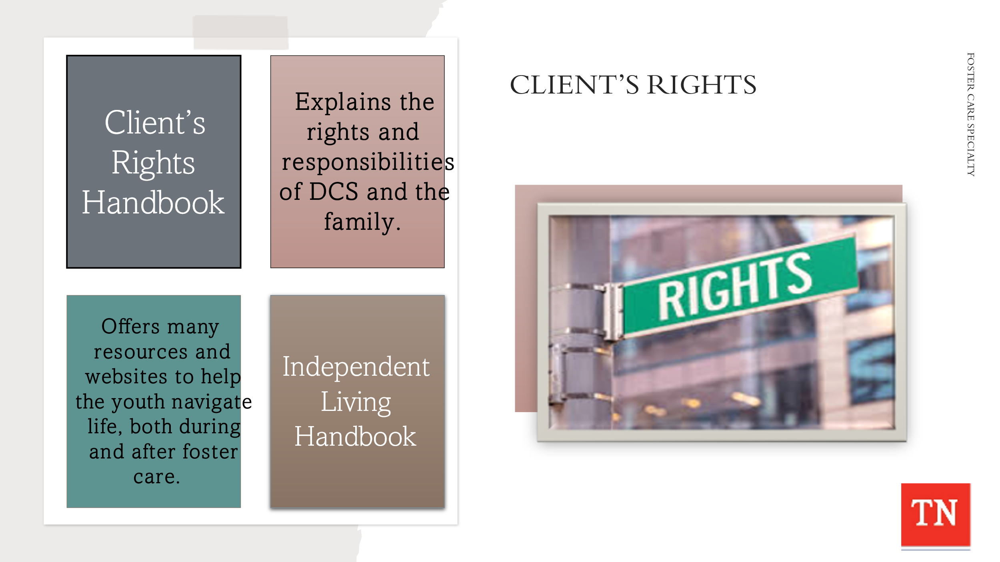 Client’s
Rights
Handbook
Explains the
rights and
responsibilities
of DCS and the
family.
Offers many
resources and
websites to help
the youth navigate
life, both during
and after foster
care.
Independent
Living
Handbook
CLIENT’S RIGHTS
FOSTER CARE SPECIALTY
RIGHTS
TN